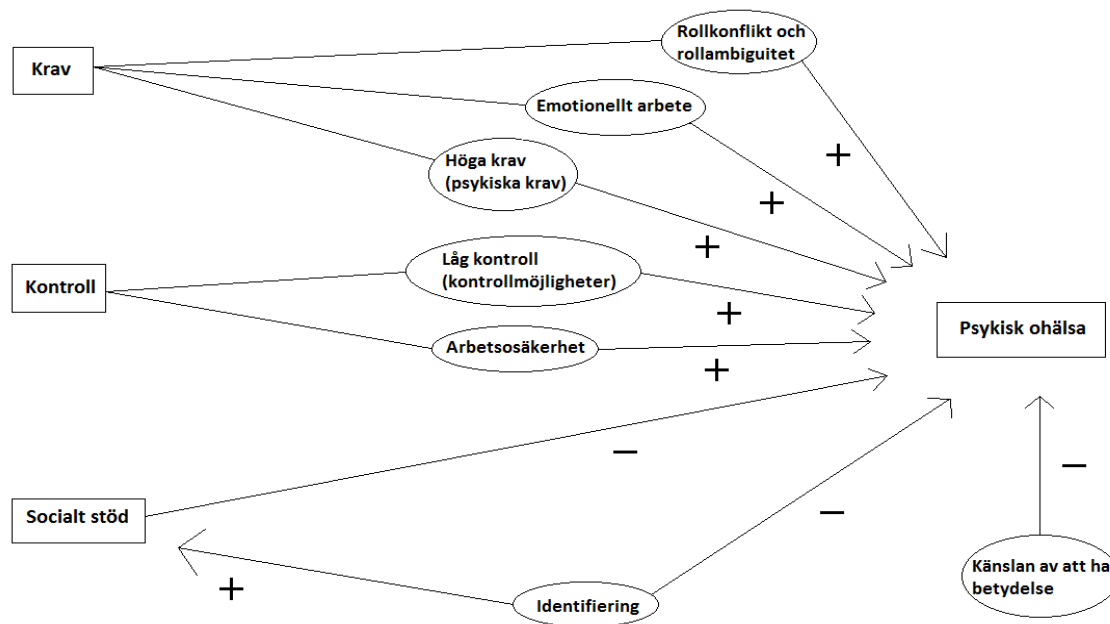 Rollkonflikt och
rollambiguitet
Krav
Emotionellt arbete
Höga krav
(psykiska krav)
+
+
+
Låg kontroll
(kontrollmöjligheter)
Kontroll
+
Psykisk ohälsa
Arbetsosäkerhet
+
−
−
Socialt stöd
−
Känslan av att ha
betydelse
+
Identifiering